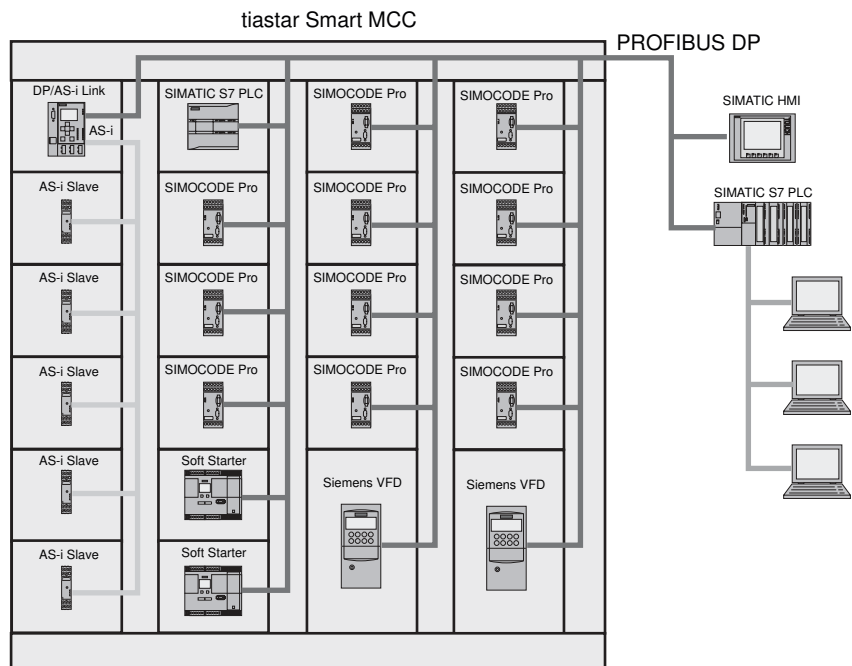 tiastar Smart MCC
PROFIBUS DP
DP/AS-i Link
AS-i
SIMATIC S7 PLC
SIMOCODE Pro
SIMOCODE Pro
SIMATIC HMI
TOUCH
SIMATIC S7 PLC
AS-i Slave
SIMOCODE Pro
SIMOCODE Pro
SIMOCODE Pro
AS-i Slave
SIMOCODE Pro
SIMOCODE Pro
SIMOCODE Pro
AS-i Slave
SIMOCODE Pro
SIMOCODE Pro
SIMOCODE Pro
AS-i Slave
Soft Starter
Siemens VFD
Siemens VFD
AS-i Slave
Soft Starter